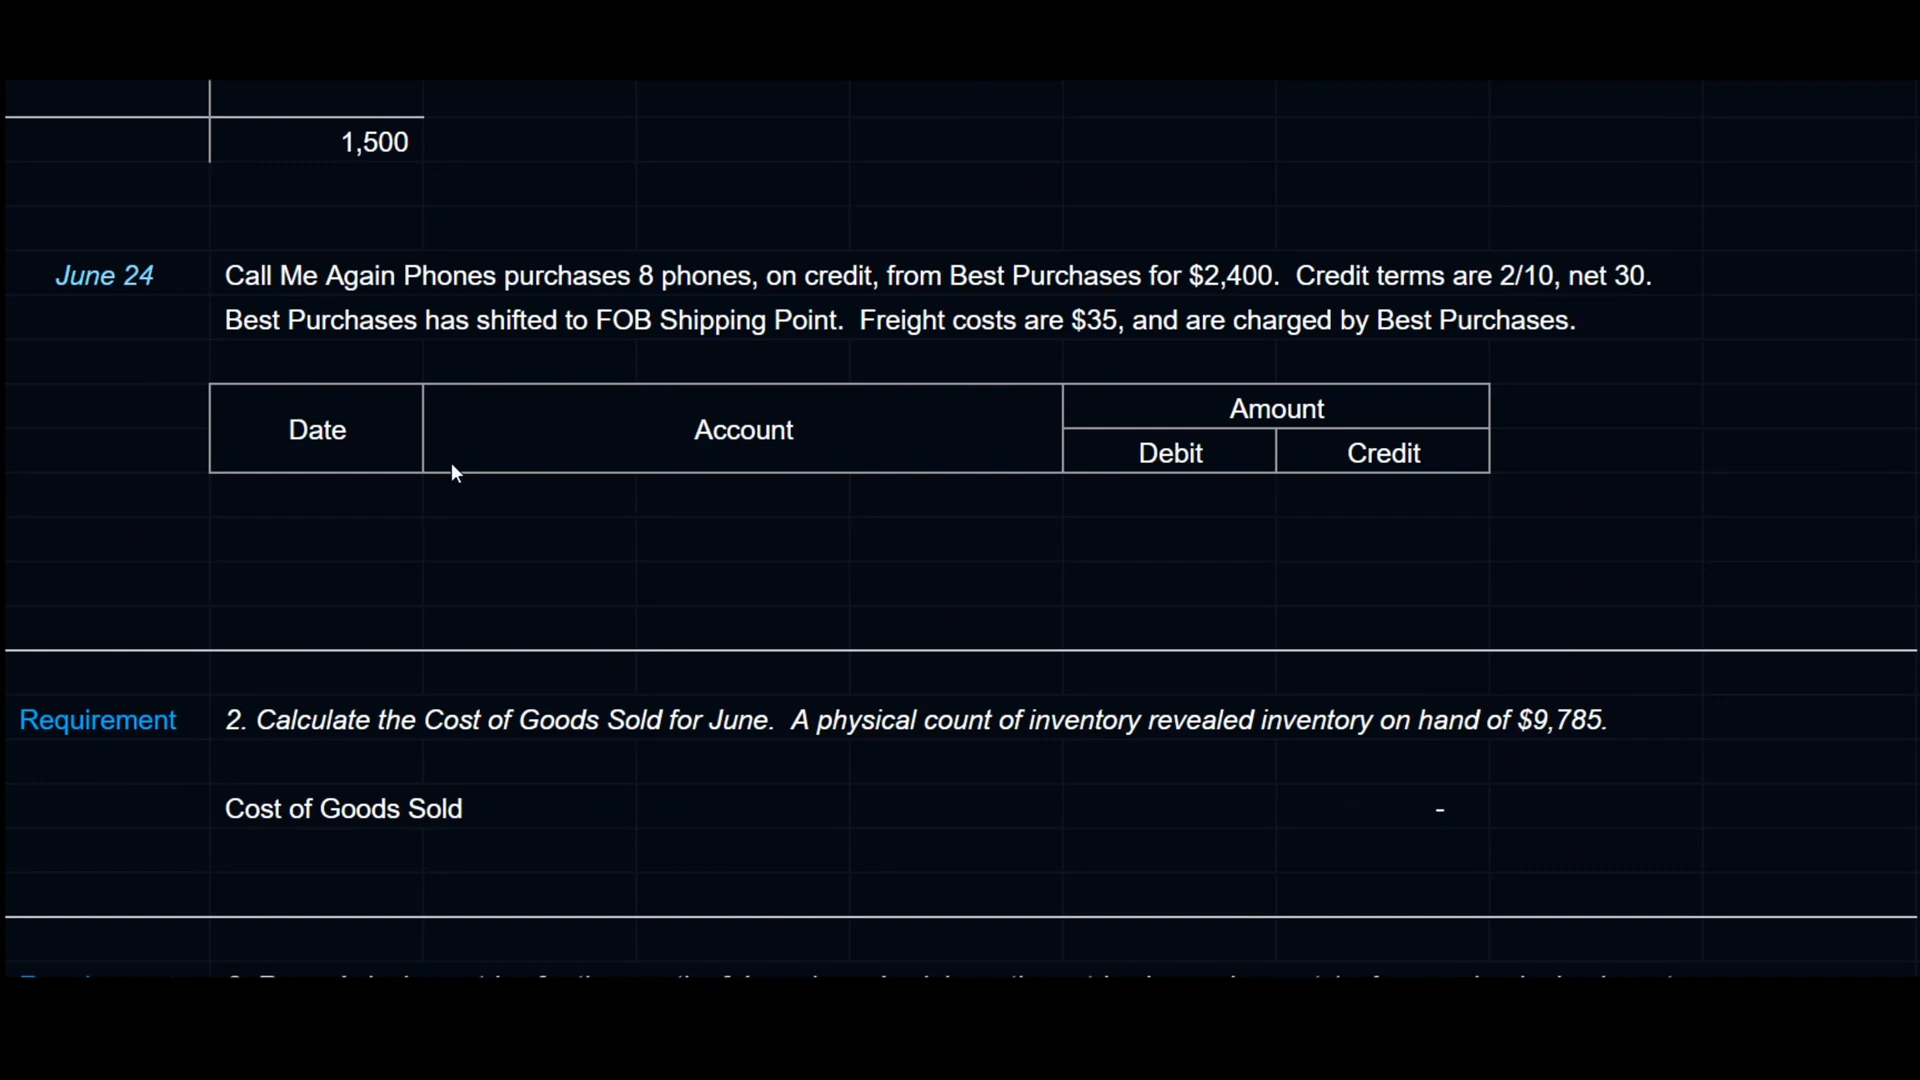 1,500
June 24 Call Me Again Phones purchases 8 phones, on credit, from Best Purchases for $2,400. Credit terms are 2/10, net 30.
Best Purchases has shifted to FOB Shipping Point. Freight costs are $35, and are charged by Best Purchases.
Date Account Amount
Debit Credit
Requirement 2. Calculate the Cost of Goods Sold for June. A physical count of inventory revealed inventory on hand of $9,785.
Cost of Goods Sold -